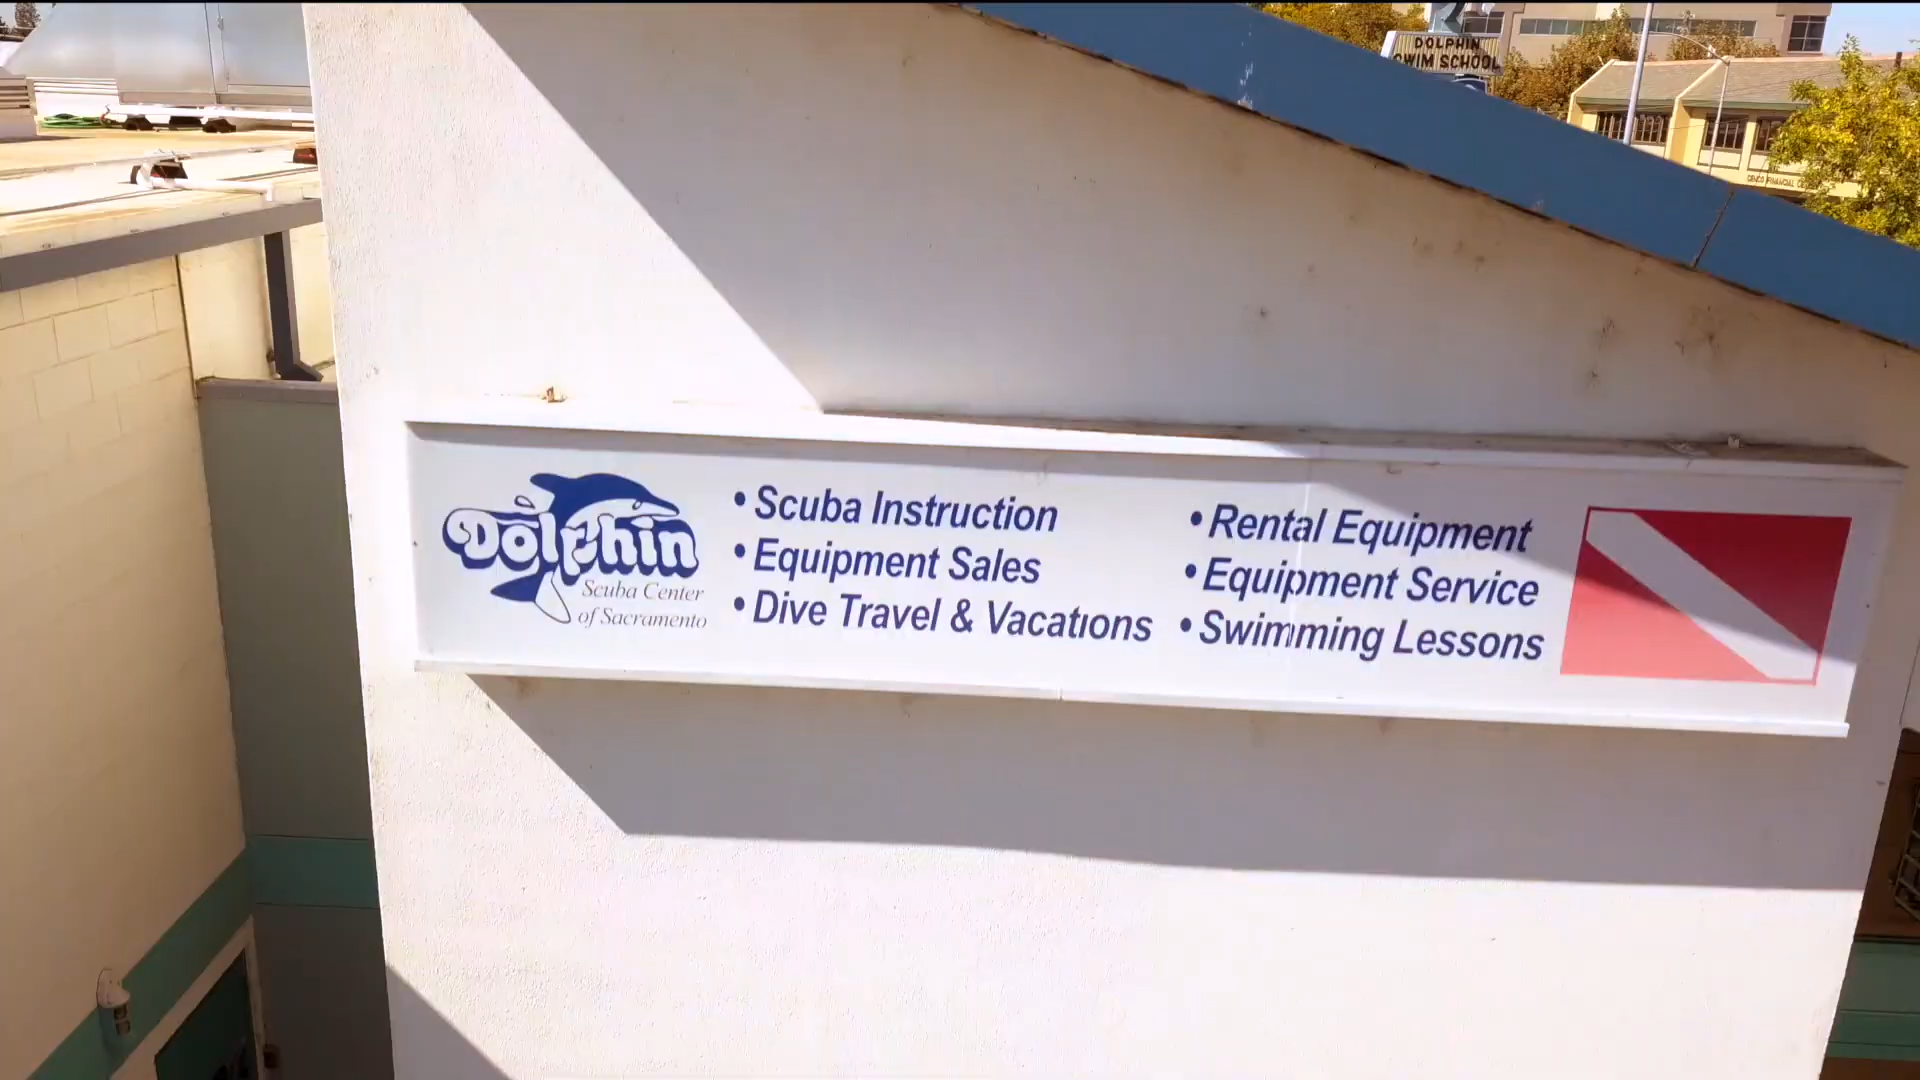 DOLPHIN
SWIM SCHOOL
Dolphin
Scuba Center
of Sacramento
• Scuba Instruction
• Equipment Sales
• Dive Travel & Vacations
• Rental Equipment
• Equipment Service
• Swimming Lessons